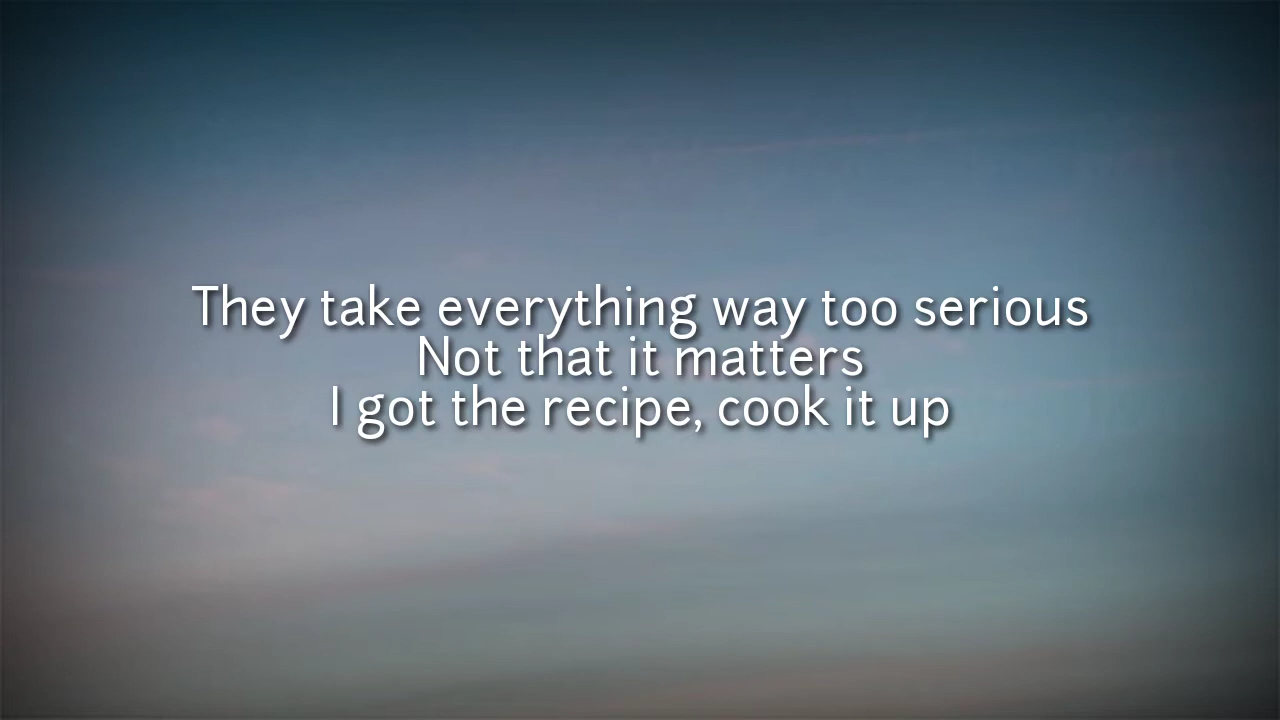 They take everything way too serious
Not that it matters
I got the recipe, cook it up